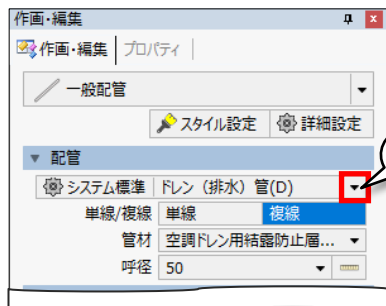 作画・編集
作画・編集 プロパティ
一般配管
スタイル設定 詳細設定
▼ 配管
システム標準 ドレン（排水）管(D)
単線/複線 単線 複線
管材 空調ドレン用結露防止層...
呼径 50